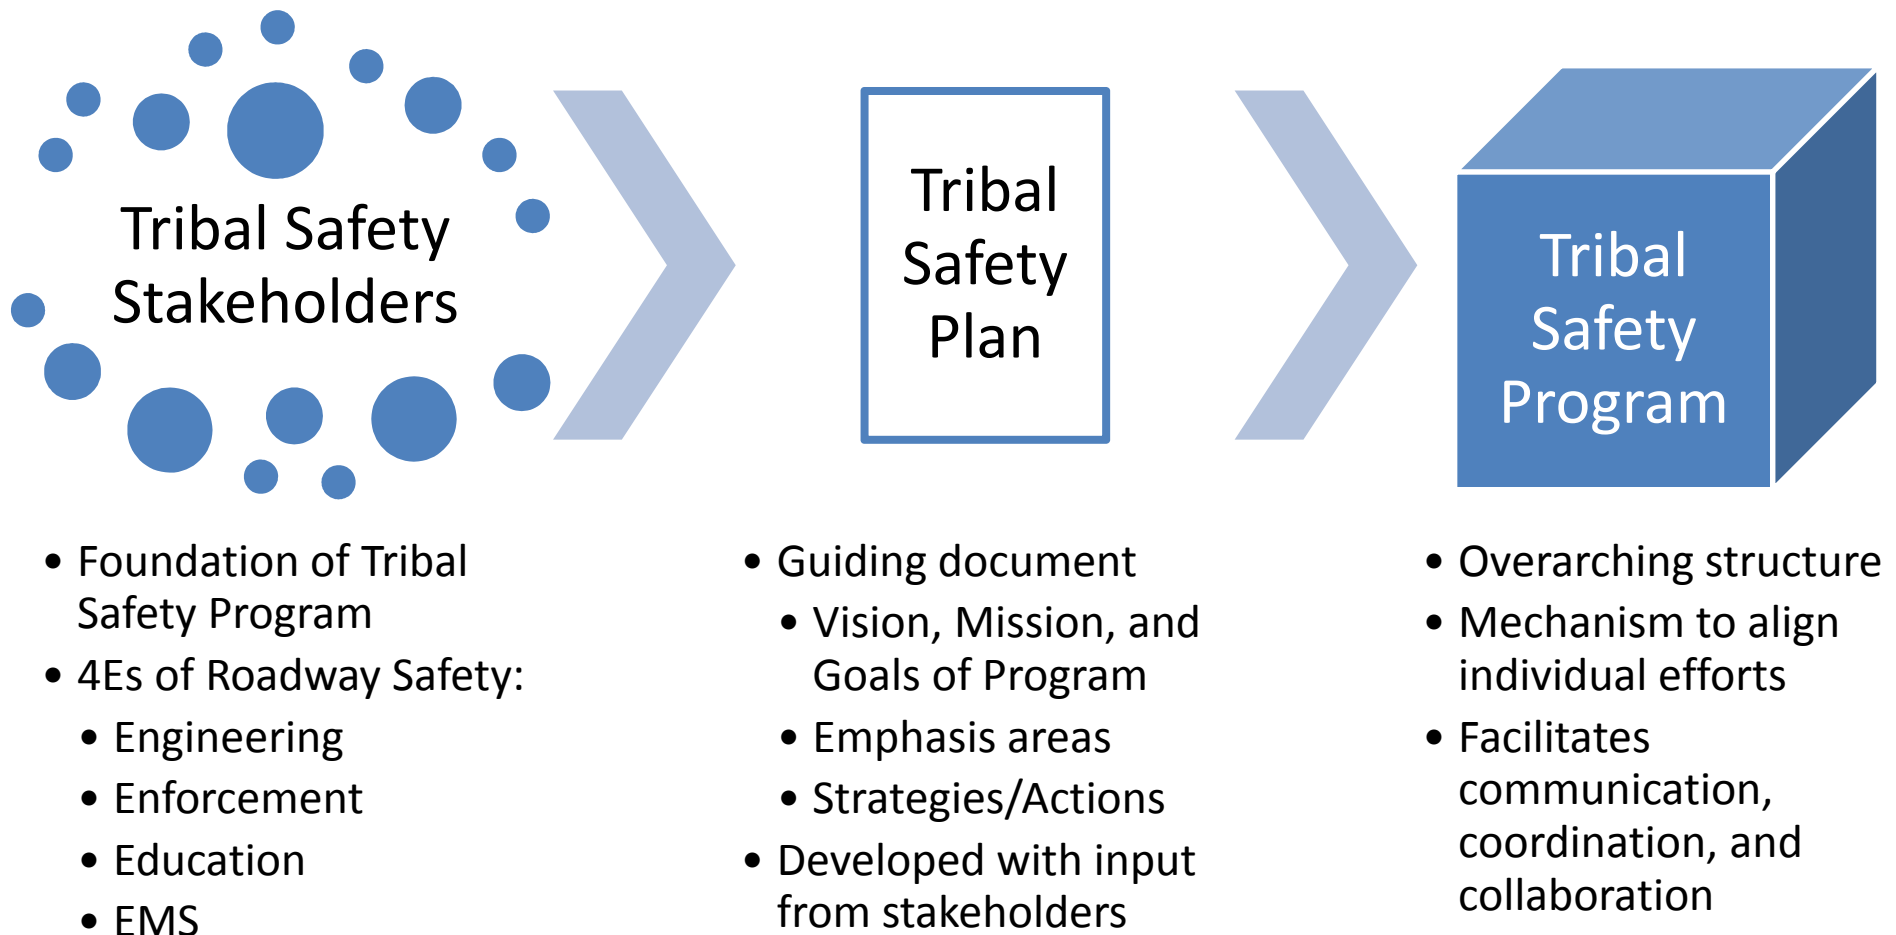 Tribal Safety
Stakeholders
Tribal
Safety
Plan
Tribal
Safety
Program
• Foundation of Tribal
Safety Program
• 4Es of Roadway Safety:
• Engineering
• Enforcement
• Education
• EMS
• Guiding document
• Vision, Mission, and
Goals of Program
• Emphasis areas
• Strategies/Actions
• Developed with input
from stakeholders
• Overarching structure
• Mechanism to align
individual efforts
• Facilitates
communication,
coordination, and
collaboration